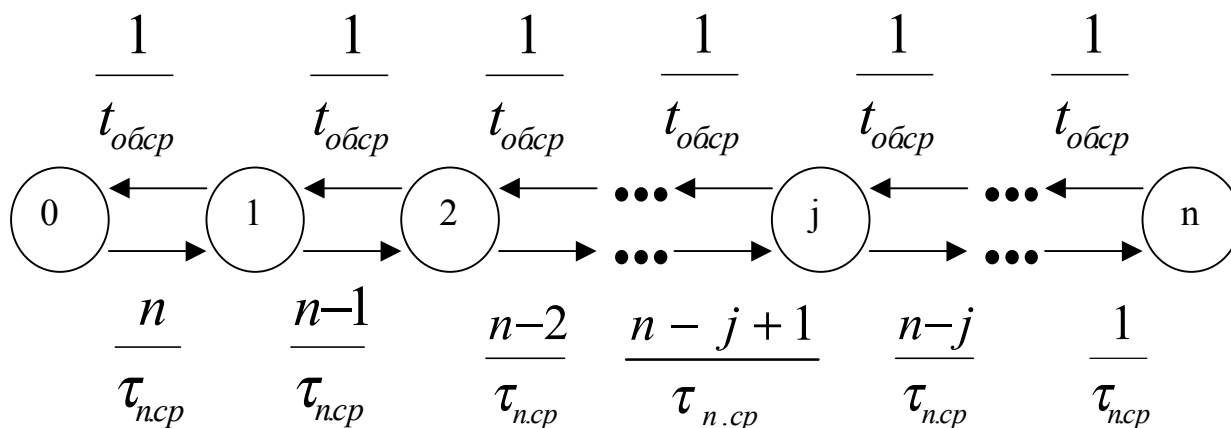 1 1 1 1 1 1
t_обср t_обср t_обср t_обср t_обср t_обср
0 1 2 ••• j ••• n
••• •••
n n−1 n−2 n − j + 1 n−j 1
τ_п.ср τ_п.ср τ_п.ср τ_п.ср τ_п.ср τ_п.ср